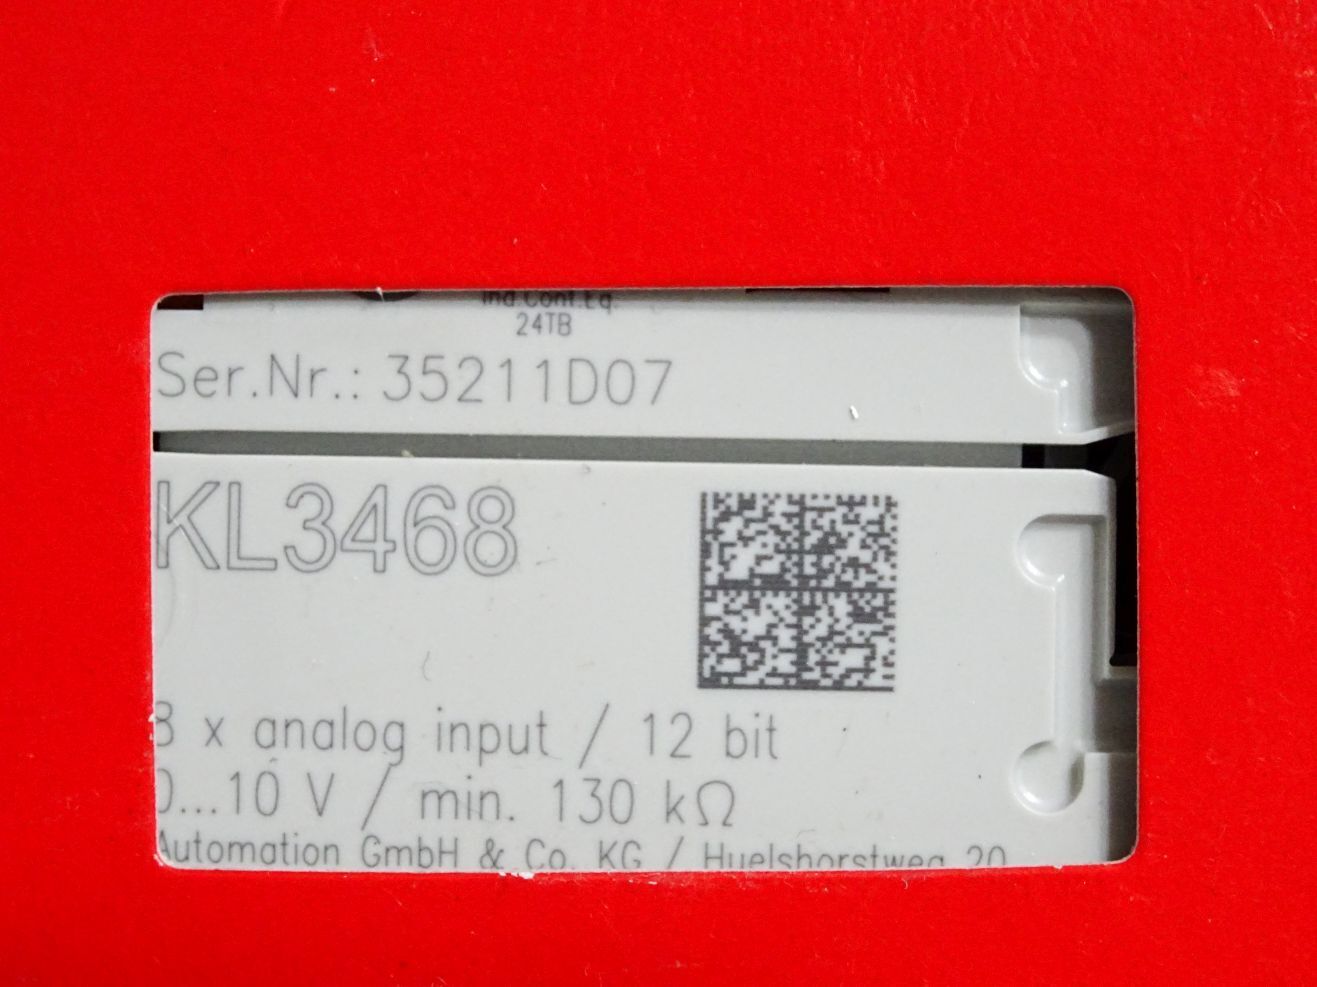 Ind.Cont.Eq.
24TB
Ser.Nr.: 35211D07
KL3468
8 x analog input / 12 bit
0...10 V / min. 130 kΩ
Automation GmbH & Co. KG / Huelshorstweg 20